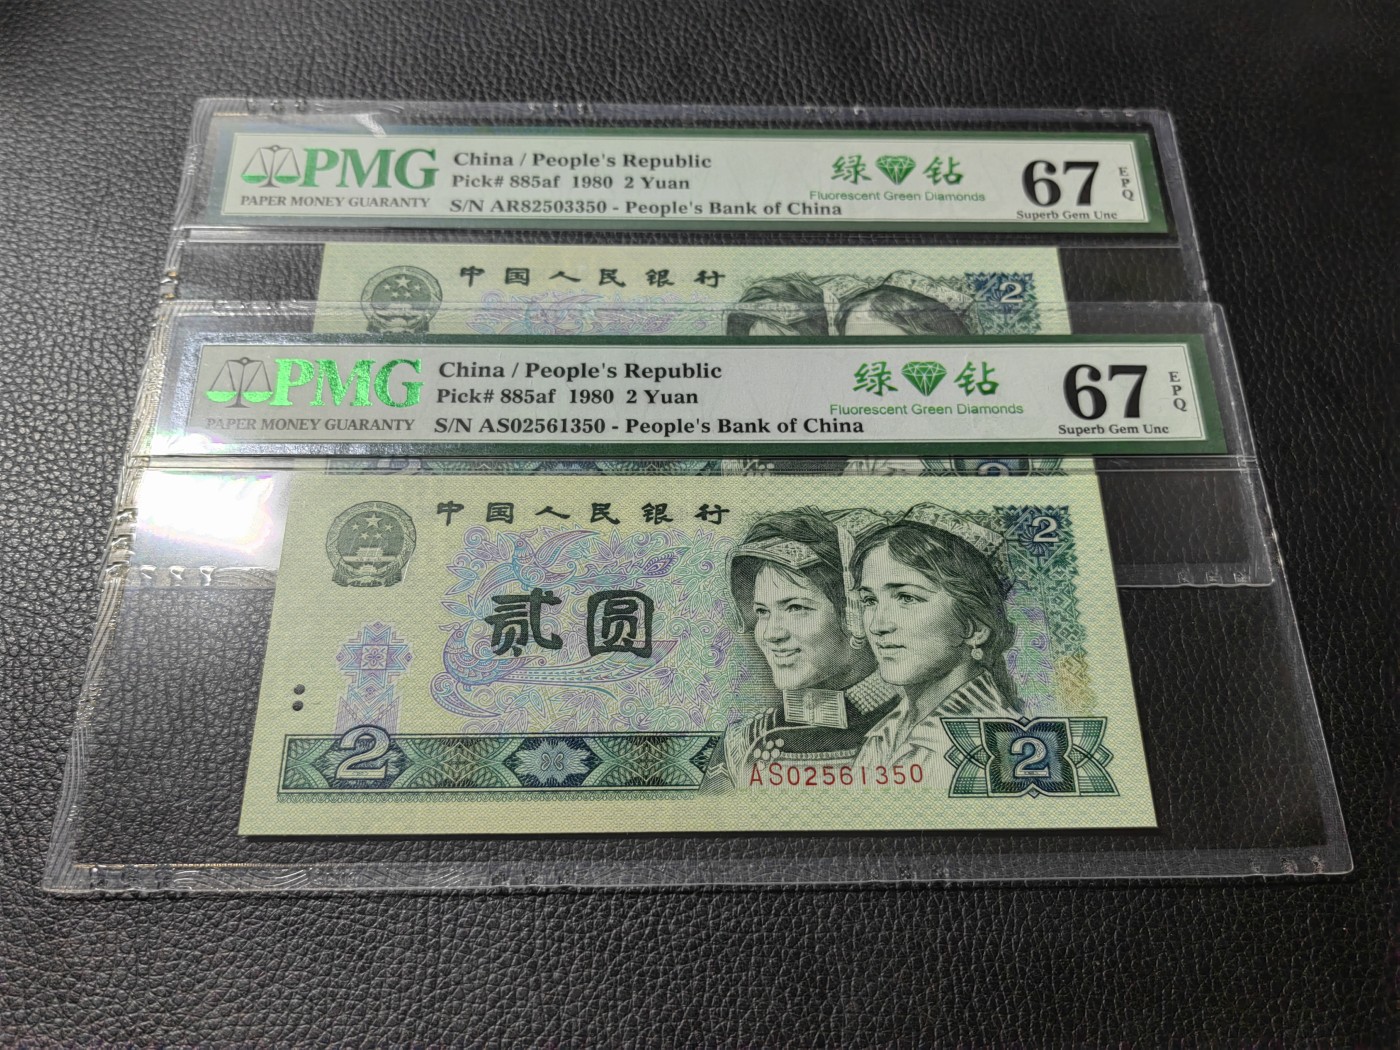 PMG
PAPER MONEY GUARANTY
China / People's Republic
Pick# 885af 1980 2 Yuan
S/N AR82503350 - People's Bank of China
绿 钻
Fluorescent Green Diamonds
67
EPQ
Superb Gem Unc
中国人民银行
2
PMG
PAPER MONEY GUARANTY
China / People's Republic
Pick# 885af 1980 2 Yuan
S/N AS02561350 - People's Bank of China
绿 钻
Fluorescent Green Diamonds
67
EPQ
Superb Gem Unc
2
中国人民银行
2
贰圆
2
AS02561350
2